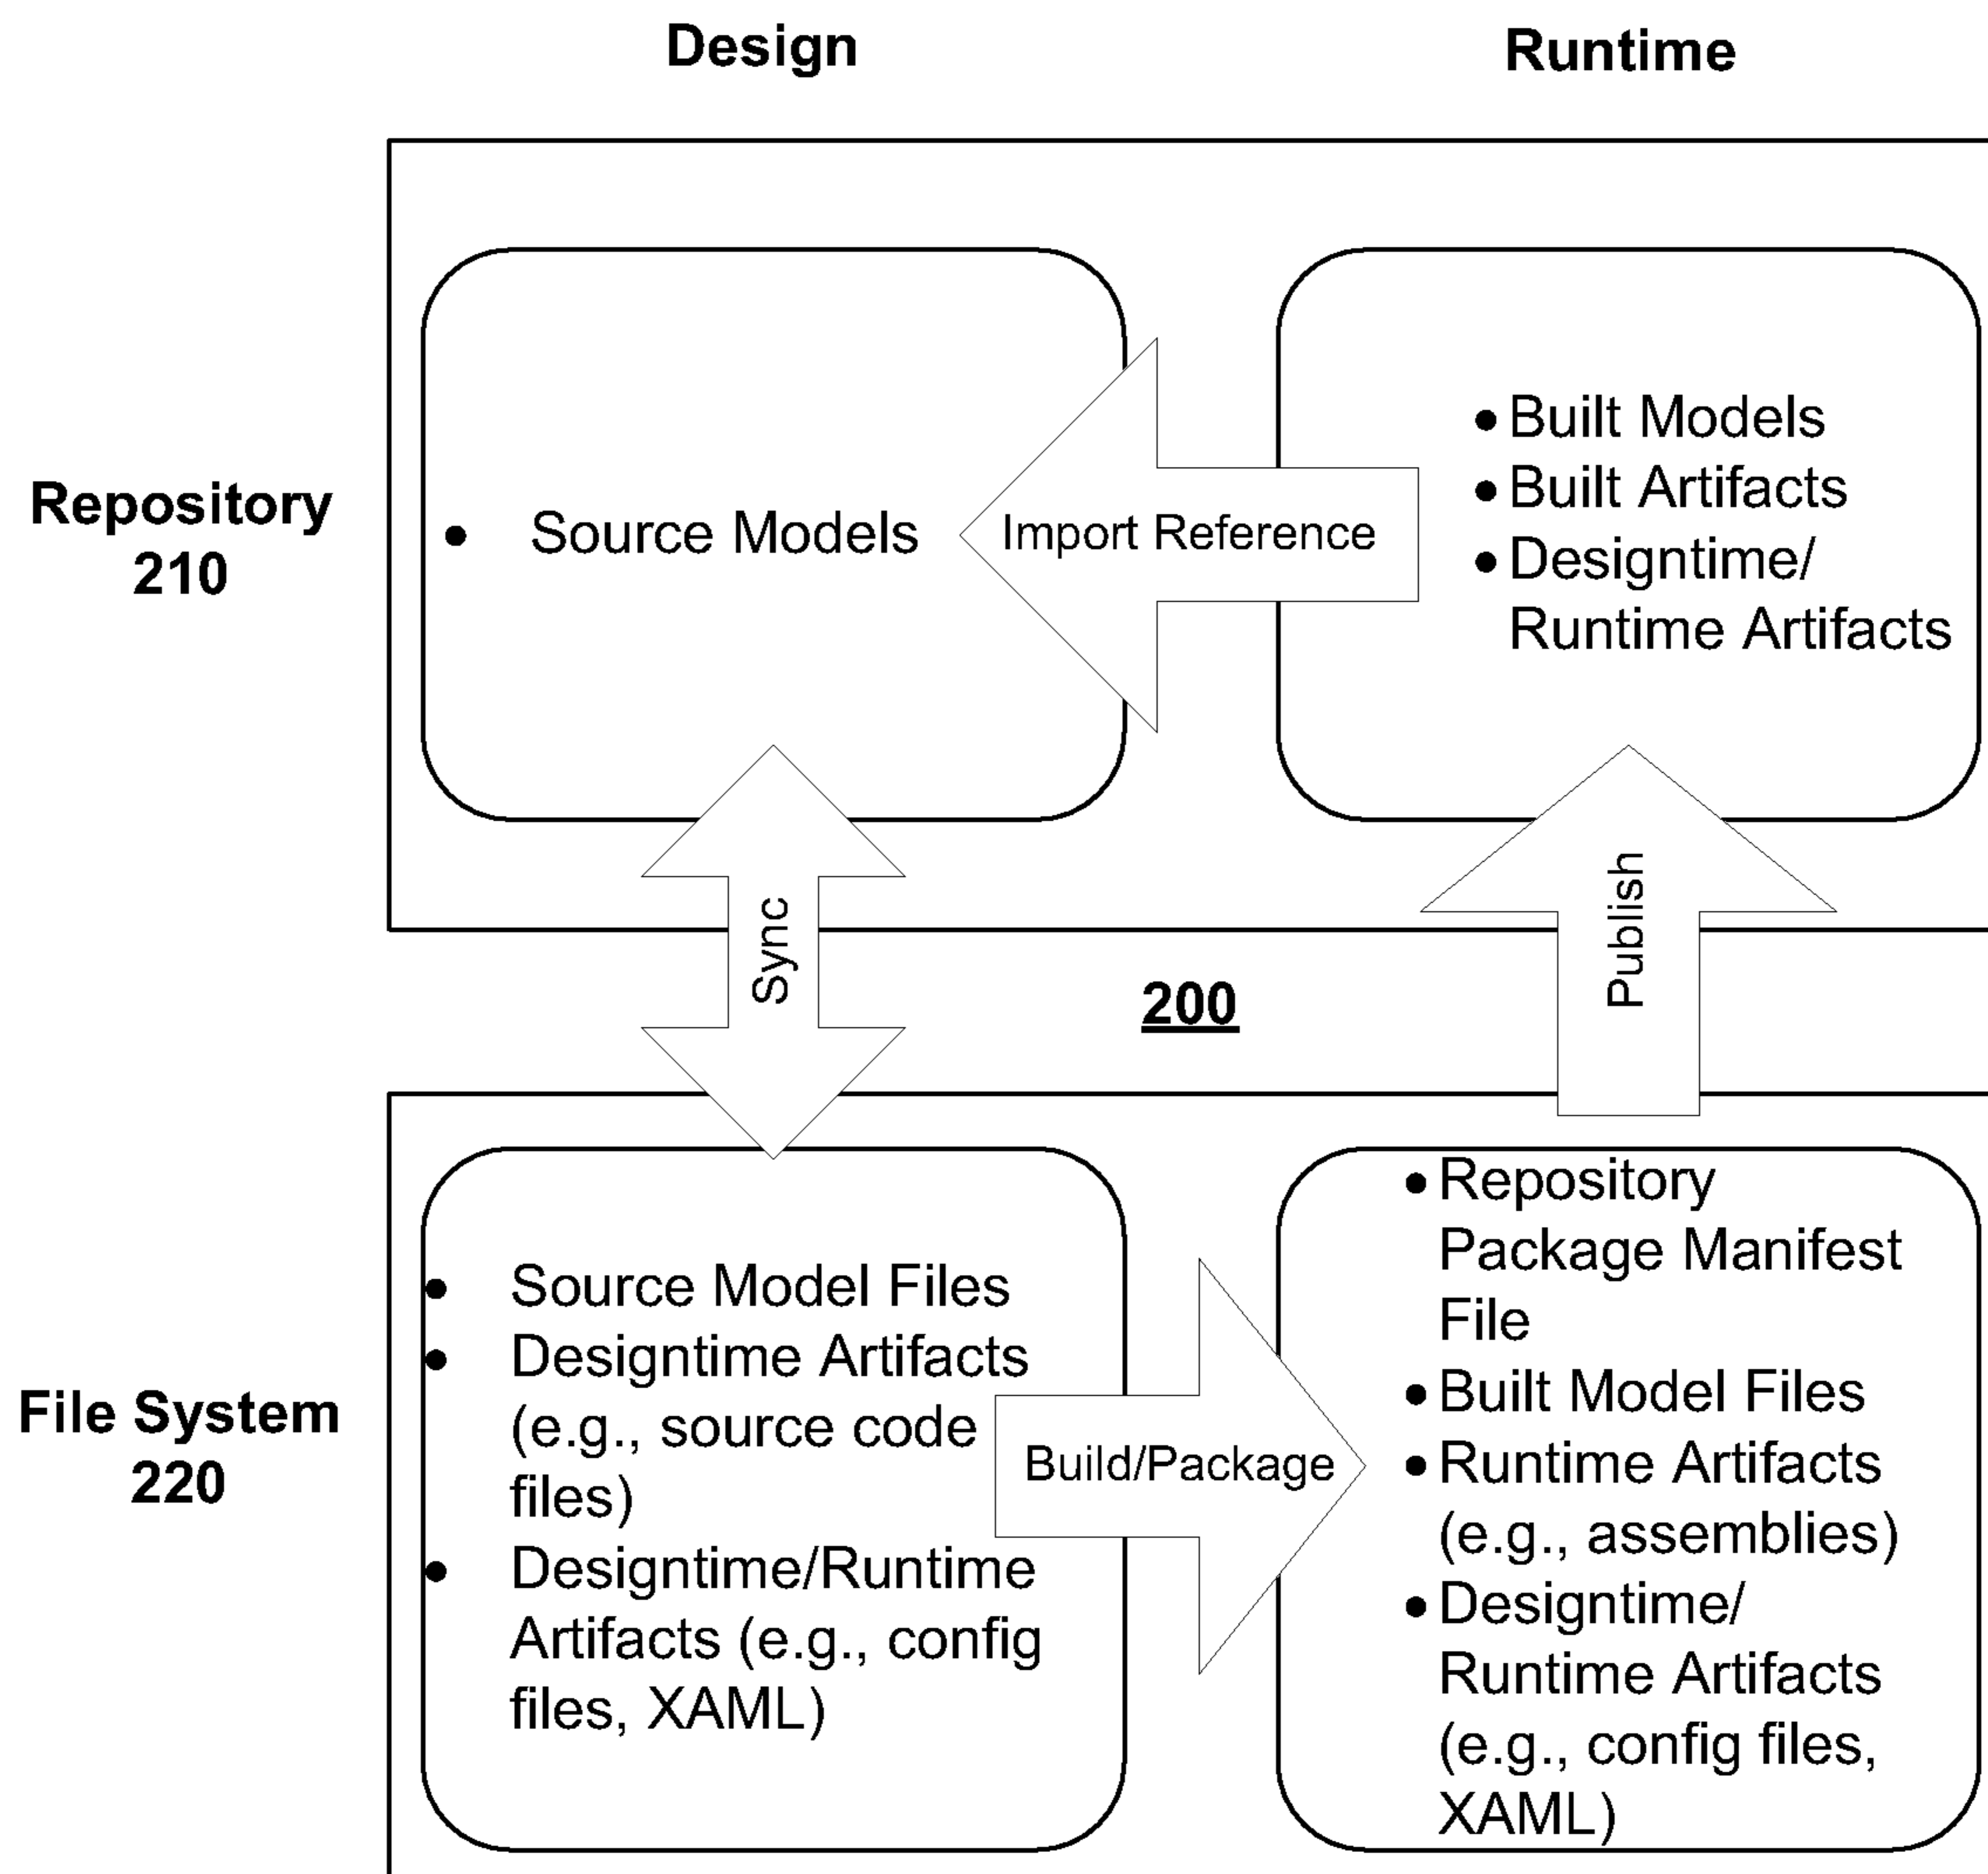 Design
Runtime
Repository
210
• Source Models
Import Reference
• Built Models
• Built Artifacts
• Designtime/
Runtime Artifacts
Sync
200
Publish
File System
220
• Source Model Files
• Designtime Artifacts
(e.g., source code
files)
• Designtime/Runtime
Artifacts (e.g., config
files, XAML)
Build/Package
• Repository
Package Manifest
File
• Built Model Files
• Runtime Artifacts
(e.g., assemblies)
• Designtime/
Runtime Artifacts
(e.g., config files,
XAML)